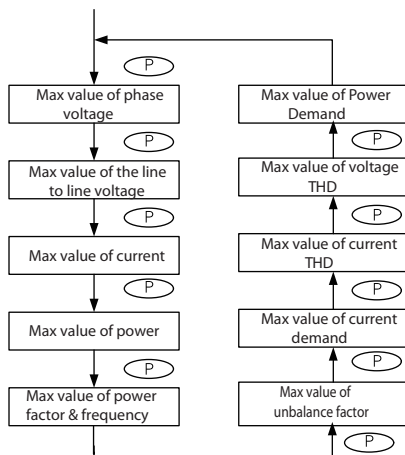 P
Max value of phase
voltage
P
Max value of the line
to line voltage
P
Max value of current
P
Max value of power
P
Max value of power
factor & frequency
Max value of Power
Demand
P
Max value of voltage
THD
P
Max value of current
THD
P
Max value of current
demand
P
Max value of
unbalance factor
P